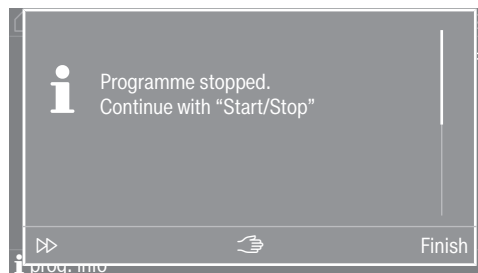 Programme stopped.
Continue with “Start/Stop”
Finish
prog. info